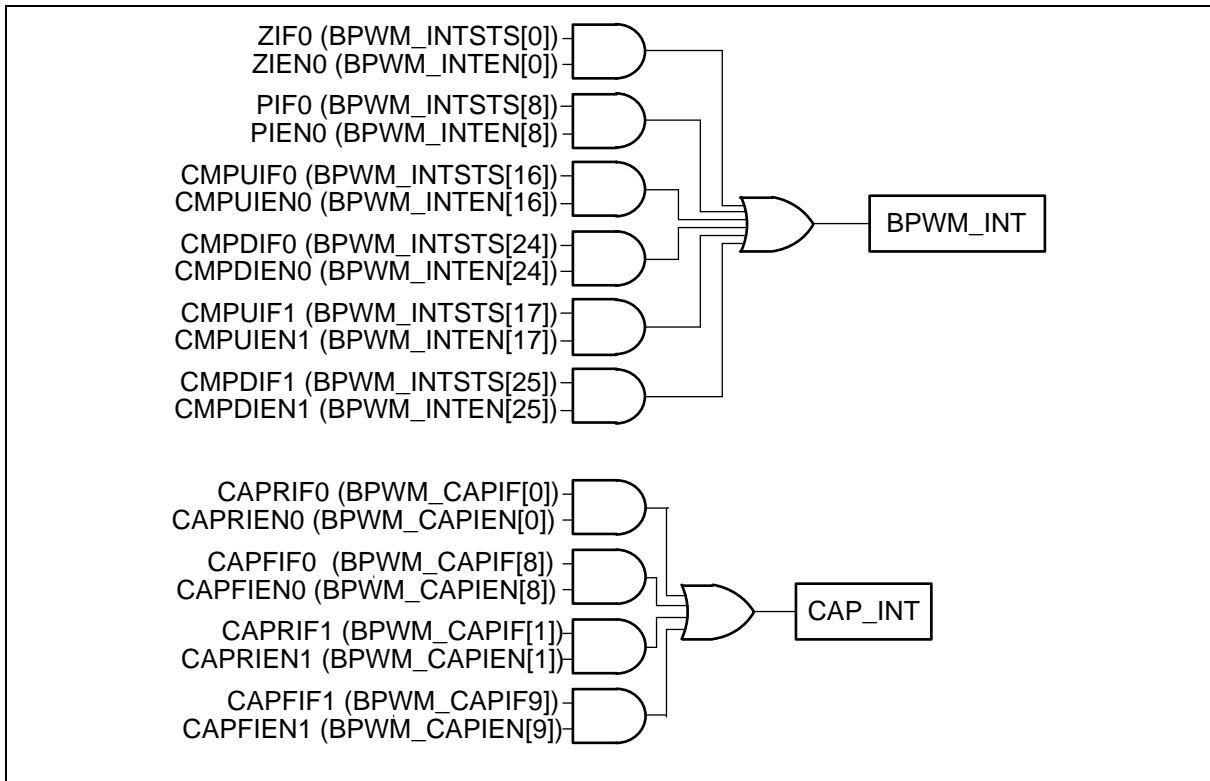 ZIF0 (BPWM_INTSTS[0])
ZIEN0 (BPWM_INTEN[0])
PIF0 (BPWM_INTSTS[8])
PIEN0 (BPWM_INTEN[8])
CMPUIF0 (BPWM_INTSTS[16])
CMPUIEN0 (BPWM_INTEN[16])
CMPDIF0 (BPWM_INTSTS[24])
CMPDIEN0 (BPWM_INTEN[24])
CMPUIF1 (BPWM_INTSTS[17])
CMPUIEN1 (BPWM_INTEN[17])
CMPDIF1 (BPWM_INTSTS[25])
CMPDIEN1 (BPWM_INTEN[25])
BPWM_INT
CAPRIF0 (BPWM_CAPIF[0])
CAPRIEN0 (BPWM_CAPIEN[0])
CAPFIF0 (BPWM_CAPIF[8])
CAPFIEN0 (BPWM_CAPIEN[8])
CAPRIF1 (BPWM_CAPIF[1])
CAPRIEN1 (BPWM_CAPIEN[1])
CAPFIF1 (BPWM_CAPIF9])
CAPFIEN1 (BPWM_CAPIEN[9])
CAP_INT